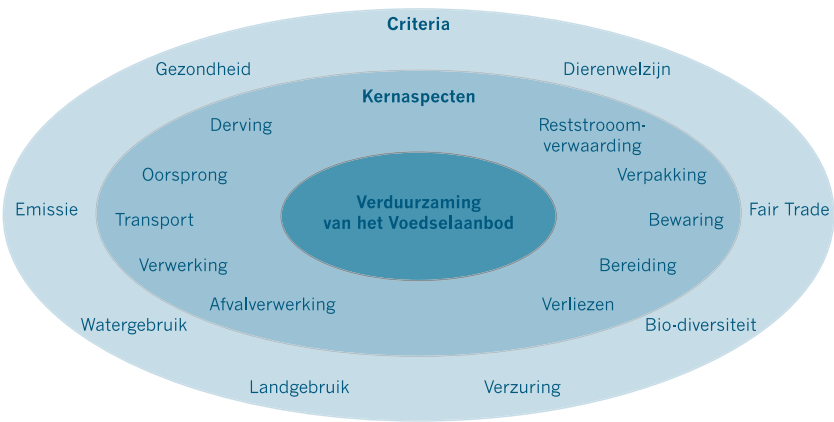 Criteria
Gezondheid
Dierenwelzijn
Kernaspecten
Derving
Reststrooom-
verwaarding
Oorsprong
Verpakking
Verduurzaming
van het Voedselaanbod
Emissie
Transport
Bewaring
Fair Trade
Verwerking
Bereiding
Afvalverwerking
Verliezen
Watergebruik
Bio-diversiteit
Landgebruik
Verzuring